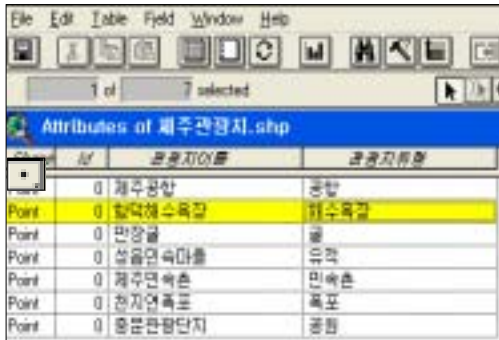 File Edit Table Field Window Help
1 of 7 selected
Attributes of 제주관광지.shp
Id 관광지이름 관광지유형
0 제주공항 공항
Point 0 함덕해수욕장 해수욕장
Point 0 만장굴 굴
Point 0 성읍민속마을 유적
Point 0 제주민속촌 민속촌
Point 0 천지연폭포 폭포
Point 0 중문관광단지 공원